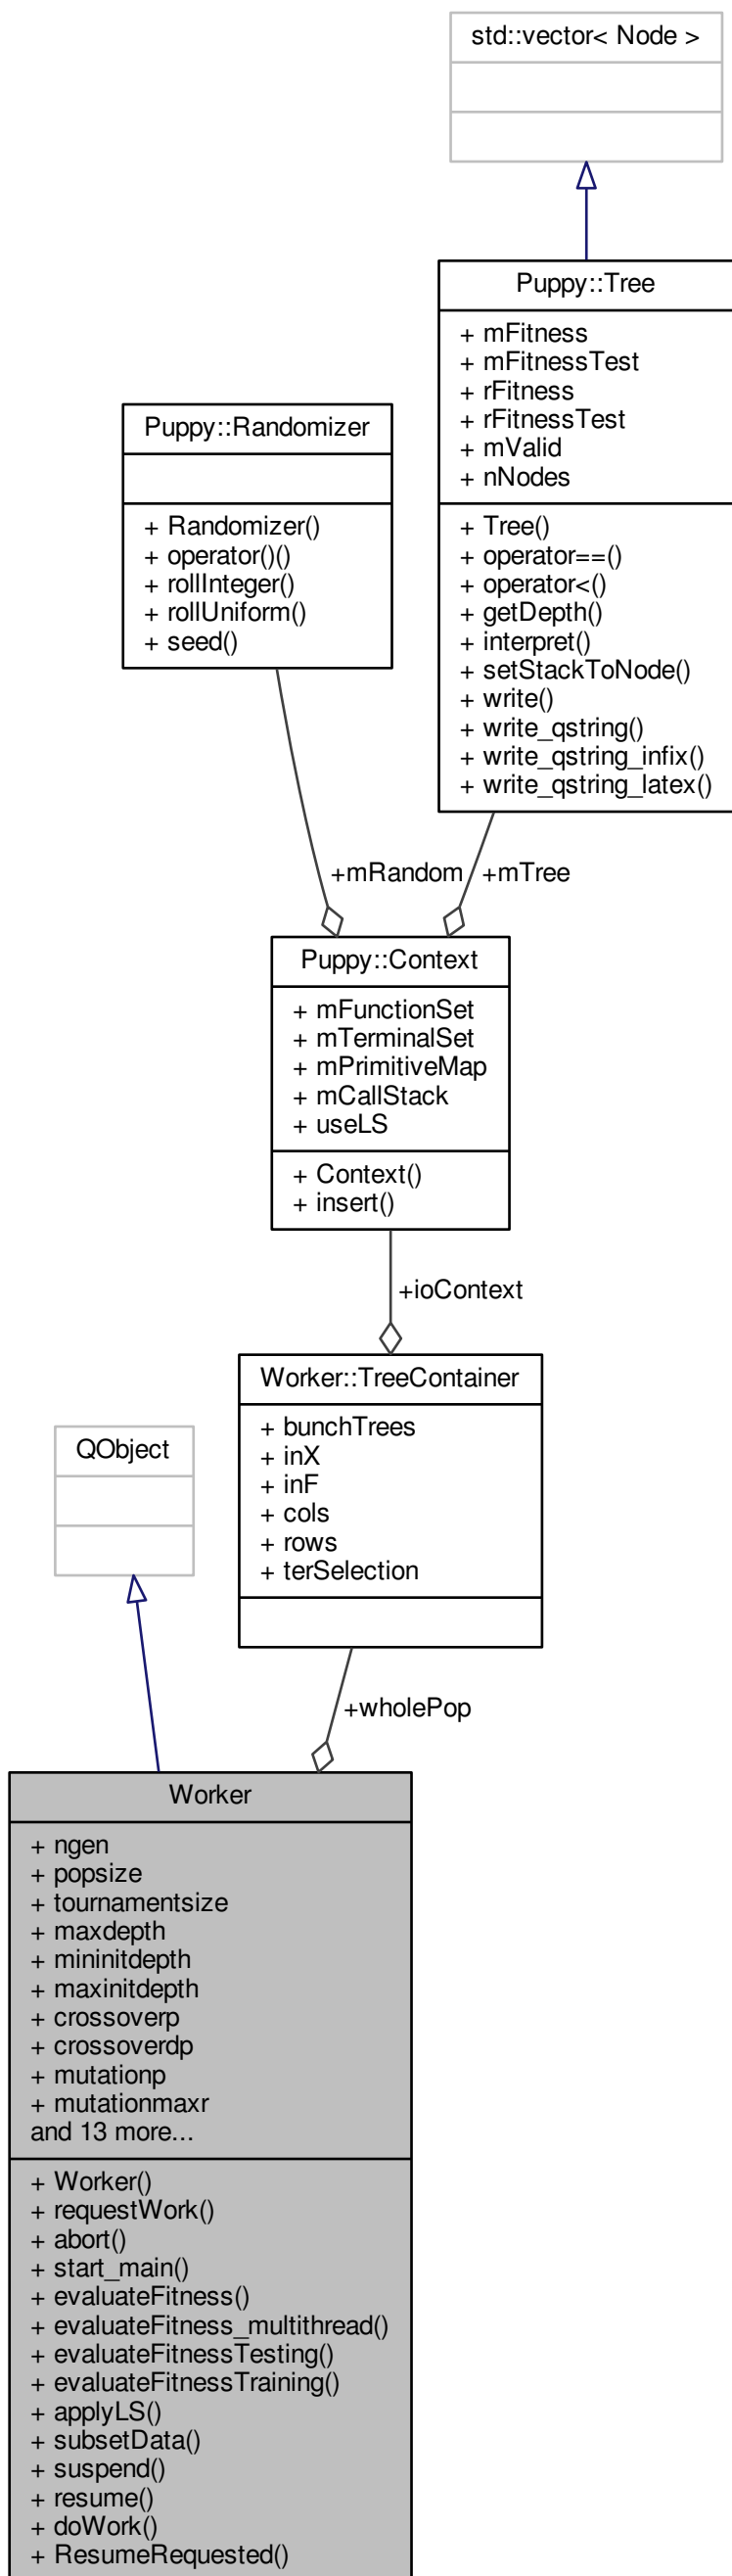 std::vector< Node >
Puppy::Tree
+ mFitness
+ mFitnessTest
+ rFitness
+ rFitnessTest
+ mValid
+ nNodes
+ Tree()
+ operator==()
+ operator<()
+ getDepth()
+ interpret()
+ setStackToNode()
+ write()
+ write_qstring()
+ write_qstring_infix()
+ write_qstring_latex()
Puppy::Randomizer
+ Randomizer()
+ operator()()
+ rollInteger()
+ rollUniform()
+ seed()
+mRandom
+mTree
Puppy::Context
+ mFunctionSet
+ mTerminalSet
+ mPrimitiveMap
+ mCallStack
+ useLS
+ Context()
+ insert()
+ioContext
Worker::TreeContainer
+ bunchTrees
+ inX
+ inF
+ cols
+ rows
+ terSelection
QObject
+wholePop
Worker
+ ngen
+ popsize
+ tournamentsize
+ maxdepth
+ mininitdepth
+ maxinitdepth
+ crossoverp
+ crossoverdp
+ mutationp
+ mutationmaxr
and 13 more...
+ Worker()
+ requestWork()
+ abort()
+ start_main()
+ evaluateFitness()
+ evaluateFitness_multithread()
+ evaluateFitnessTesting()
+ evaluateFitnessTraining()
+ applyLS()
+ subsetData()
+ suspend()
+ resume()
+ doWork()
+ ResumeRequested()